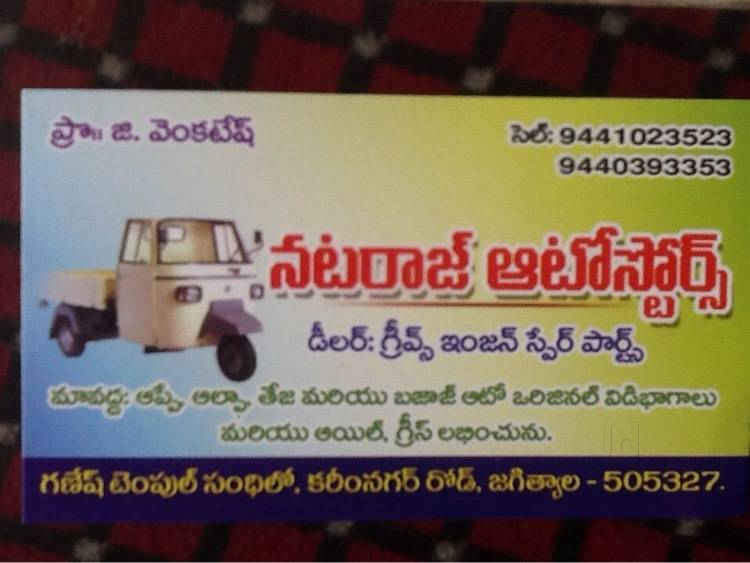 ప్రొ॥ జి. వెంకటేష్
సెల్: 9441023523
9440393353
నటరాజ్ ఆటోస్టోర్స్
డీలర్: గ్రీవ్స్ ఇంజన్ స్పేర్ పార్ట్స్
మావద్ద: ఆప్పే, ఆల్ఫా, తేజ మరియు బజాజ్ ఆటో ఒరిజినల్ విడిభాగాలు
మరియు ఆయిల్, గ్రీస్ లభించును.
గణేష్ టెంపుల్ సంధిలో, కరీంనగర్ రోడ్, జగిత్యాల - 505327.